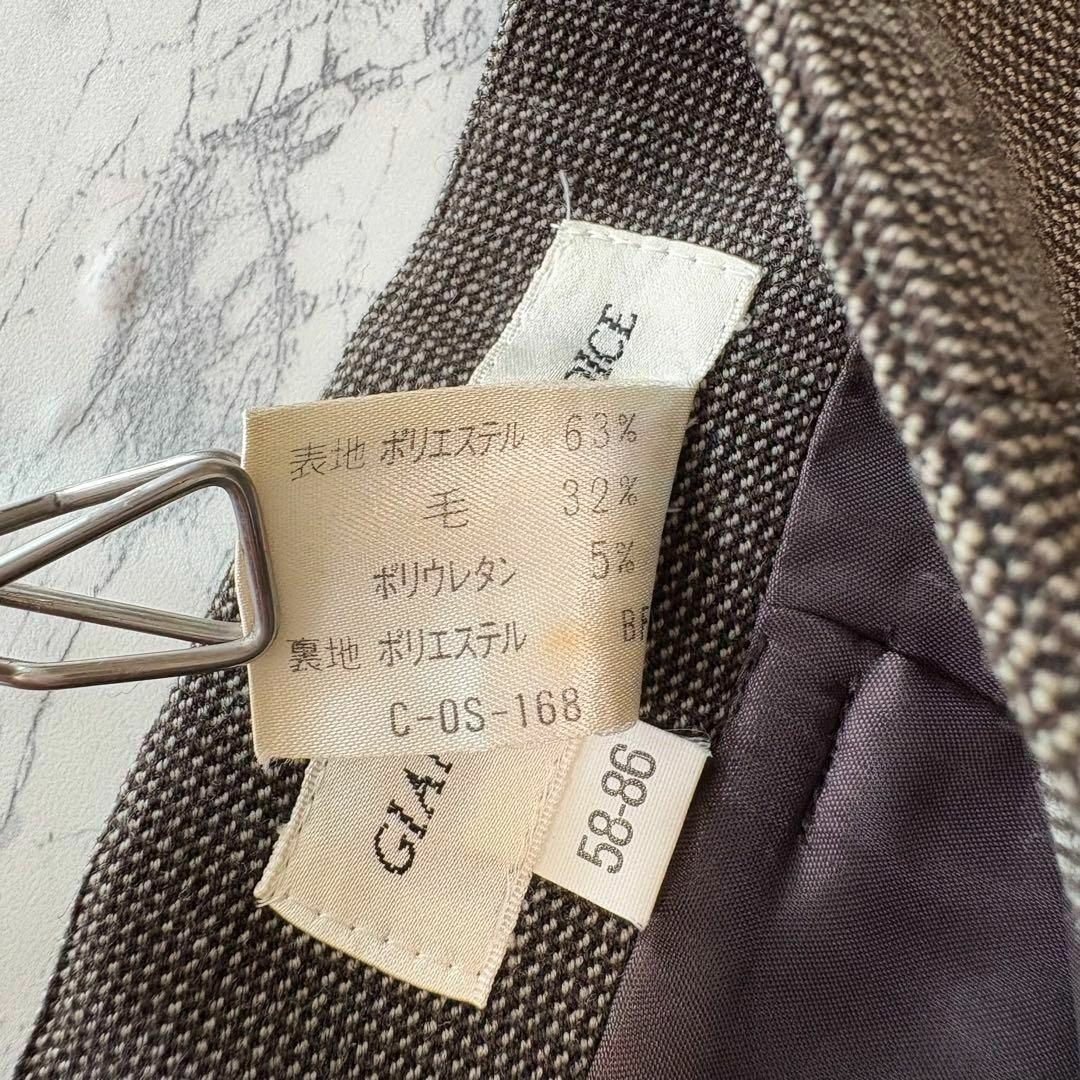 表地 ポリエステル 63%
毛 32%
ポリウレタン 5%
BF
裏地 ポリエステル
C-OS-168
58-86